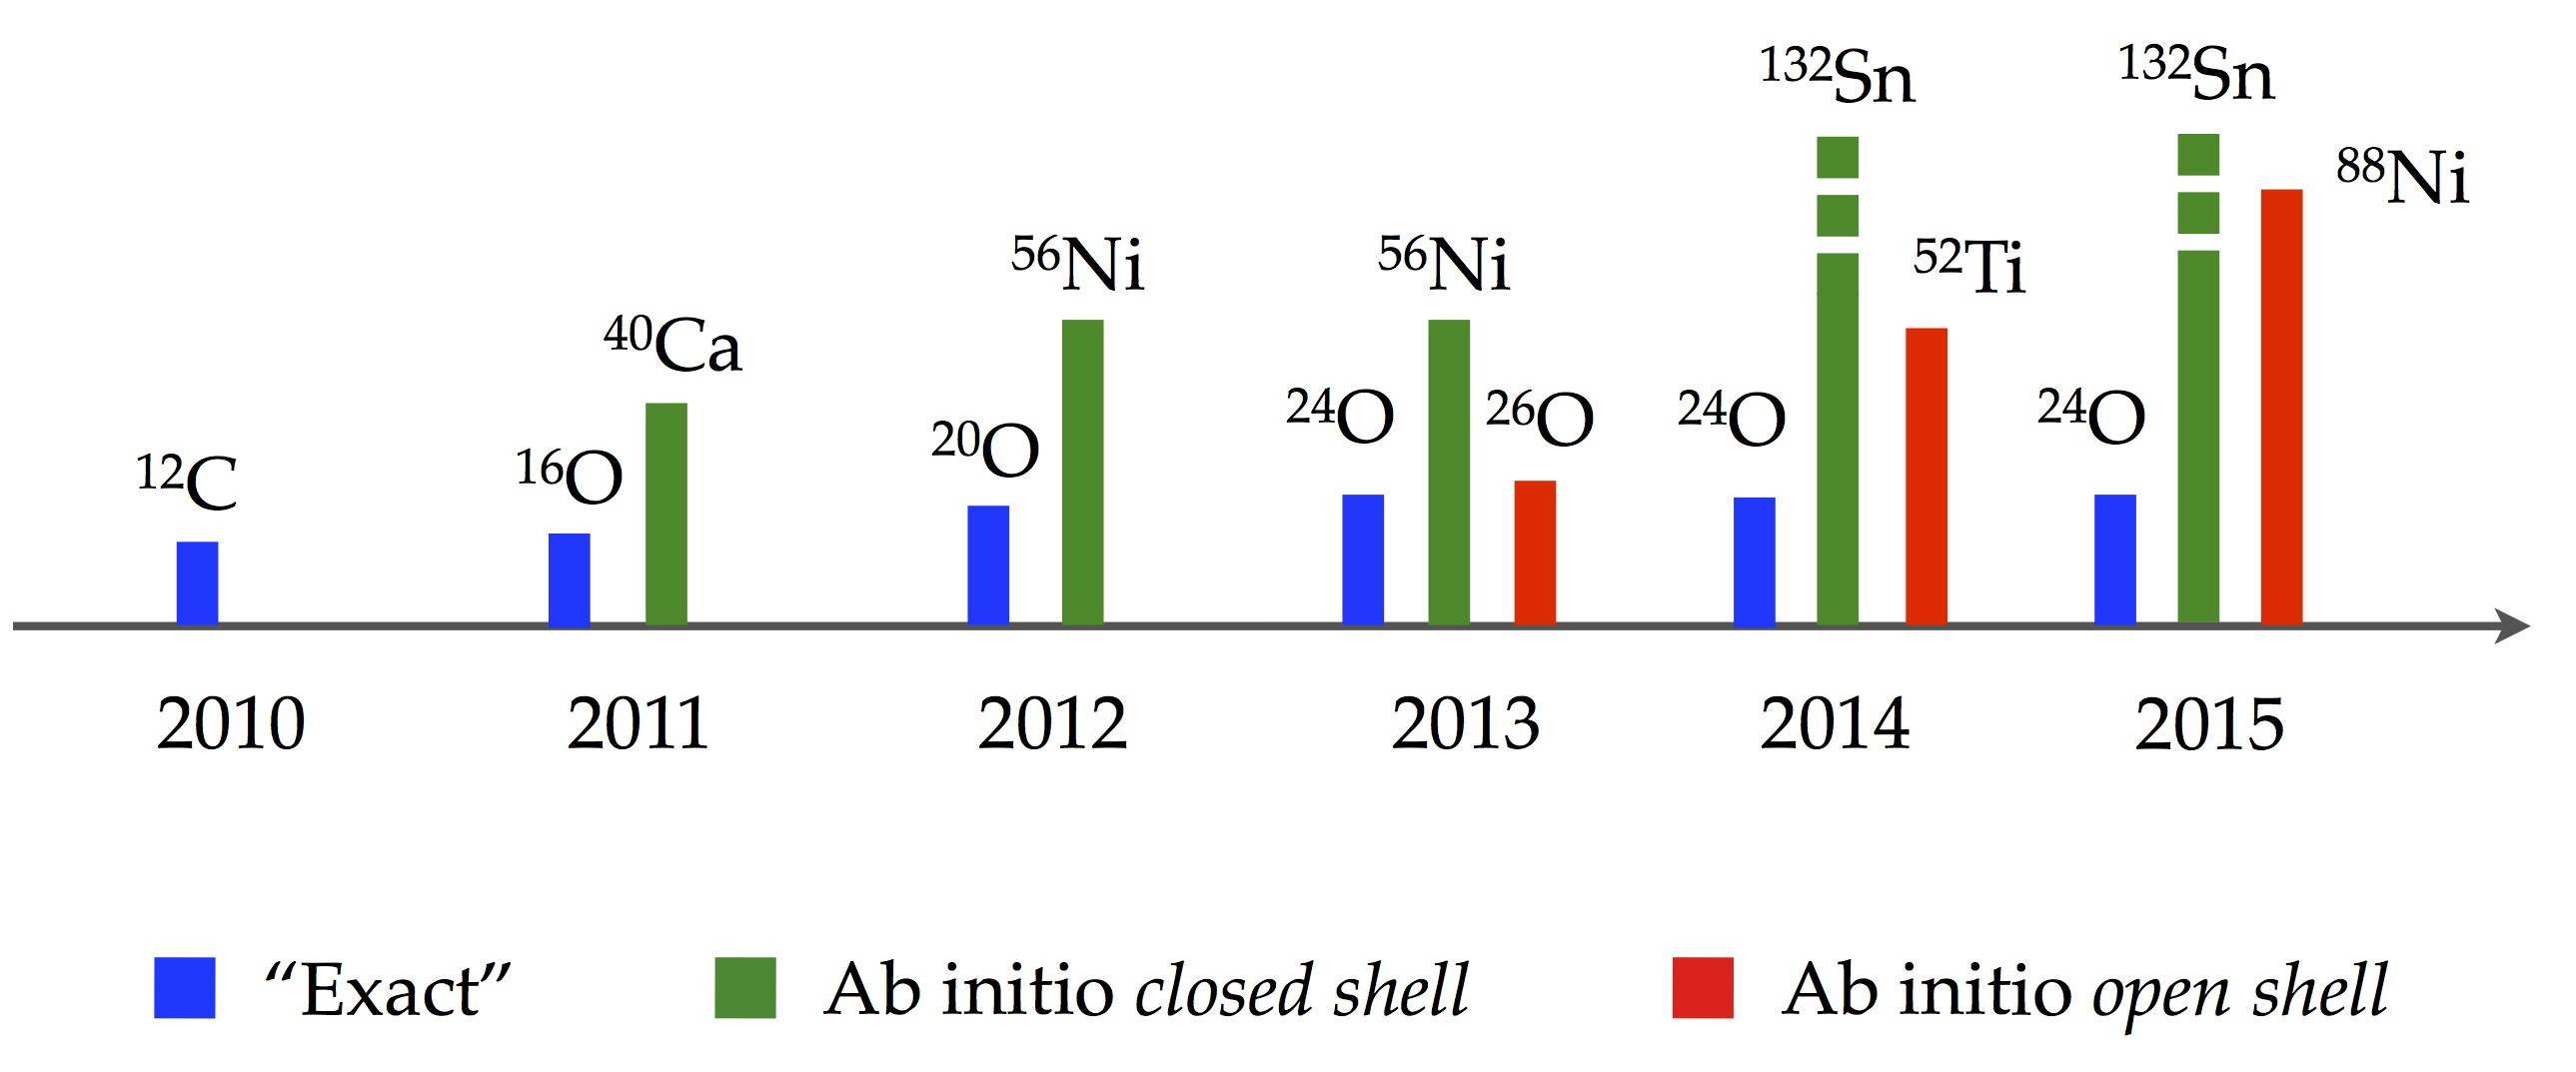 ¹³²Sn ¹³²Sn
⁸⁸Ni
⁵⁶Ni ⁵⁶Ni ⁵²Ti
⁴⁰Ca
²⁴O ²⁶O ²⁴O ²⁴O
²⁰O
¹²C ¹⁶O
2010 2011 2012 2013 2014 2015
“Exact” Ab initio closed shell Ab initio open shell